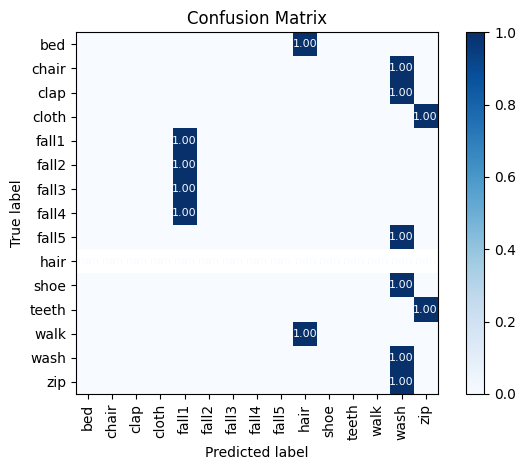 Confusion Matrix
True label
bed 1.00
chair 1.00
clap 1.00
cloth 1.00
fall1 1.00
fall2 1.00
fall3 1.00
fall4 1.00
fall5 1.00
hair
shoe 1.00
teeth 1.00
walk 1.00
wash 1.00
zip 1.00
bed chair clap cloth fall1 fall2 fall3 fall4 fall5 hair shoe teeth walk wash zip
Predicted label
1.0
0.8
0.6
0.4
0.2
0.0